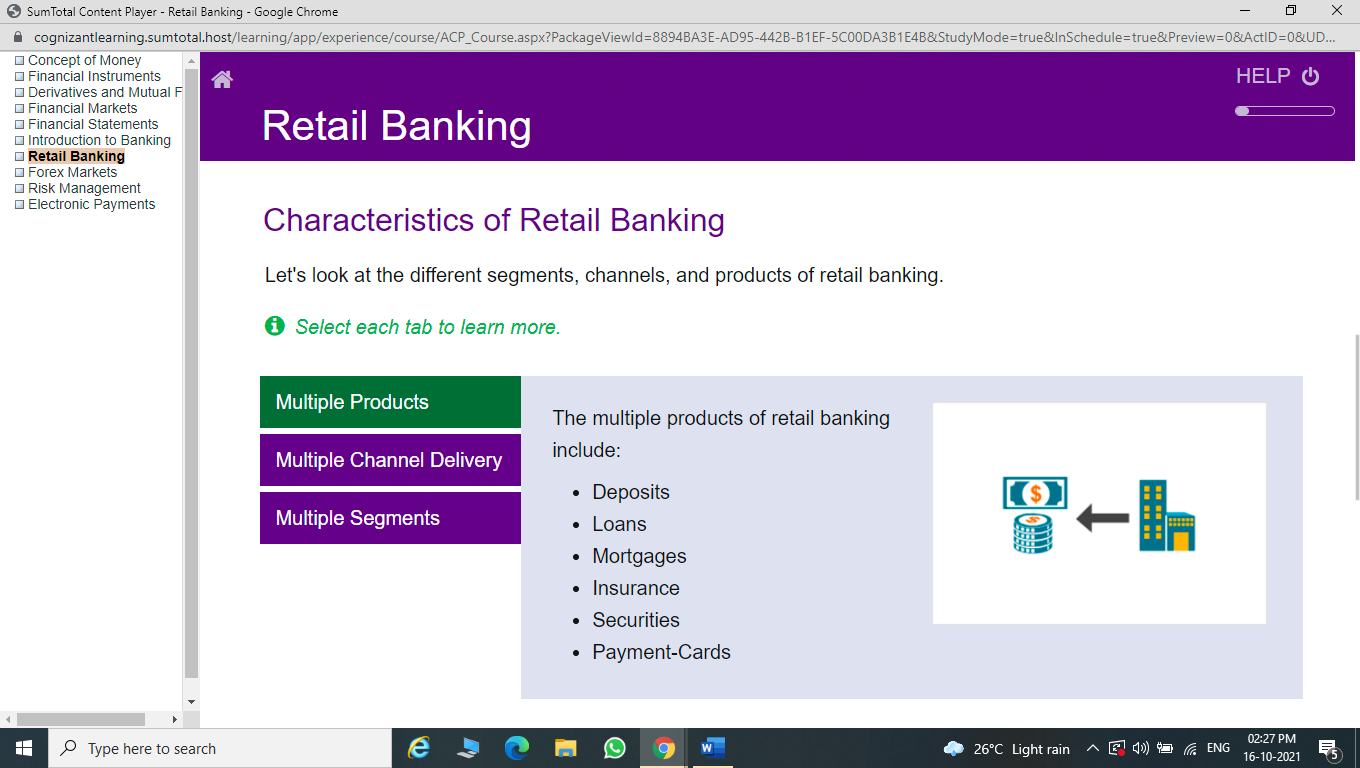 SumTotal Content Player - Retail Banking - Google Chrome
cognizantlearning.sumtotal.host/learning/app/experience/course/ACP_Course.aspx?PackageViewId=8894BA3E-AD95-442B-B1EF-5C00DA3B1E4B&StudyMode=true&InSchedule=true&Preview=0&ActID=0&UD...
Concept of Money
Financial Instruments
Derivatives and Mutual F
Financial Markets
Financial Statements
Introduction to Banking
Retail Banking
Forex Markets
Risk Management
Electronic Payments
HELP
Retail Banking
Characteristics of Retail Banking
Let's look at the different segments, channels, and products of retail banking.
Select each tab to learn more.
Multiple Products
Multiple Channel Delivery
Multiple Segments
The multiple products of retail banking
include:
• Deposits
• Loans
• Mortgages
• Insurance
• Securities
• Payment-Cards
Type here to search
26°C Light rain
ENG
02:27 PM
16-10-2021
5